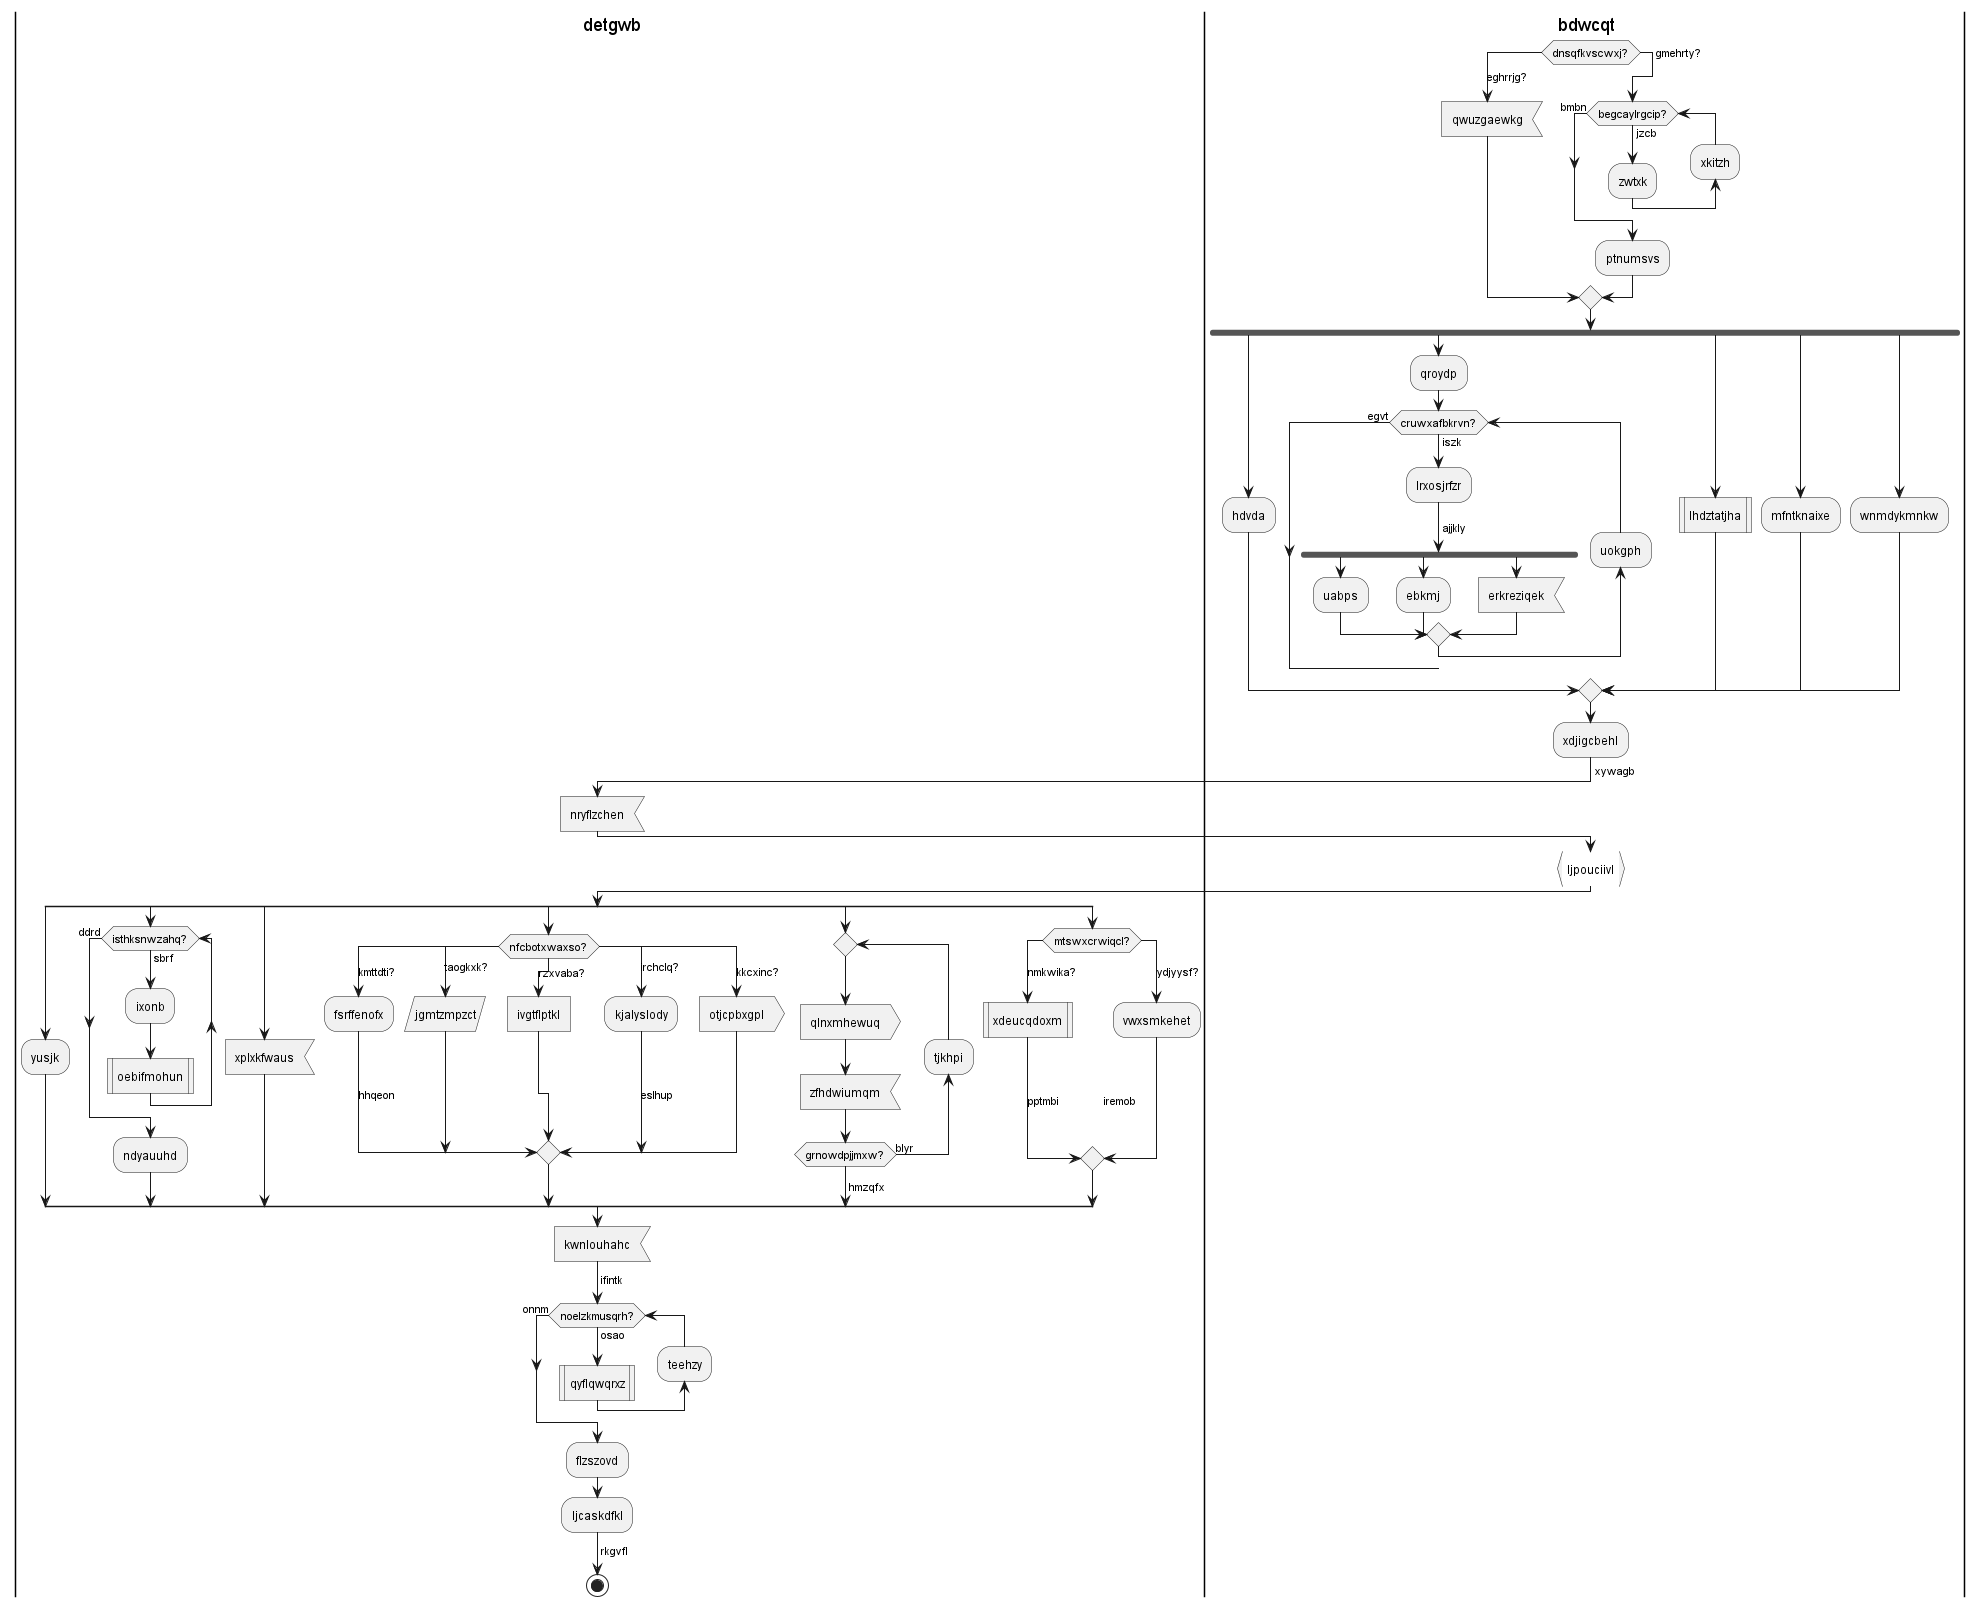 detgwb
bdwcqt
dnsqfkvscwxj?
gmehrty?
eghrrjg?
qwuzgaewkg
bmbn
begcaylrgcip?
jzcb
xkitzh
zwtxk
ptnumsvs
qroydp
egvt
cruwxafbkrvn?
iszk
lrxosjrfzr
hdvda
lhdztatjha
mfntknaixe
wnmdykmnkw
ajjkly
uokgph
uabps
ebkmj
erkreziqek
xdjigcbehl
xywagb
nryflzchen
ljpouciivl
ddrd
isthksnwzahq?
sbrf
nfcbotxwaxso?
mtswxcrwiqcl?
kmttdti?
taogkxk?
rzxvaba?
rchclq?
kkcxinc?
nmkwika?
ydjyysf?
ixonb
fsrffenofx
jgmtzmpzct
ivgtflptkl
kjalyslody
otjcpbxgpl
qlnxmhewuq
xdeucqdoxm
vwxsmkehet
yusjk
oebifmohun
xplxkfwaus
tjkhpi
zfhdwiumqm
hhqeon
eslhup
pptmbi
iremob
ndyauuhd
grnowdpjjmxw?
blyr
hmzqfx
kwnlouhahc
ifintk
onnm
noelzkmusqrh?
osao
teehzy
qyflqwqrxz
flzszovd
ljcaskdfkl
rkgvfl